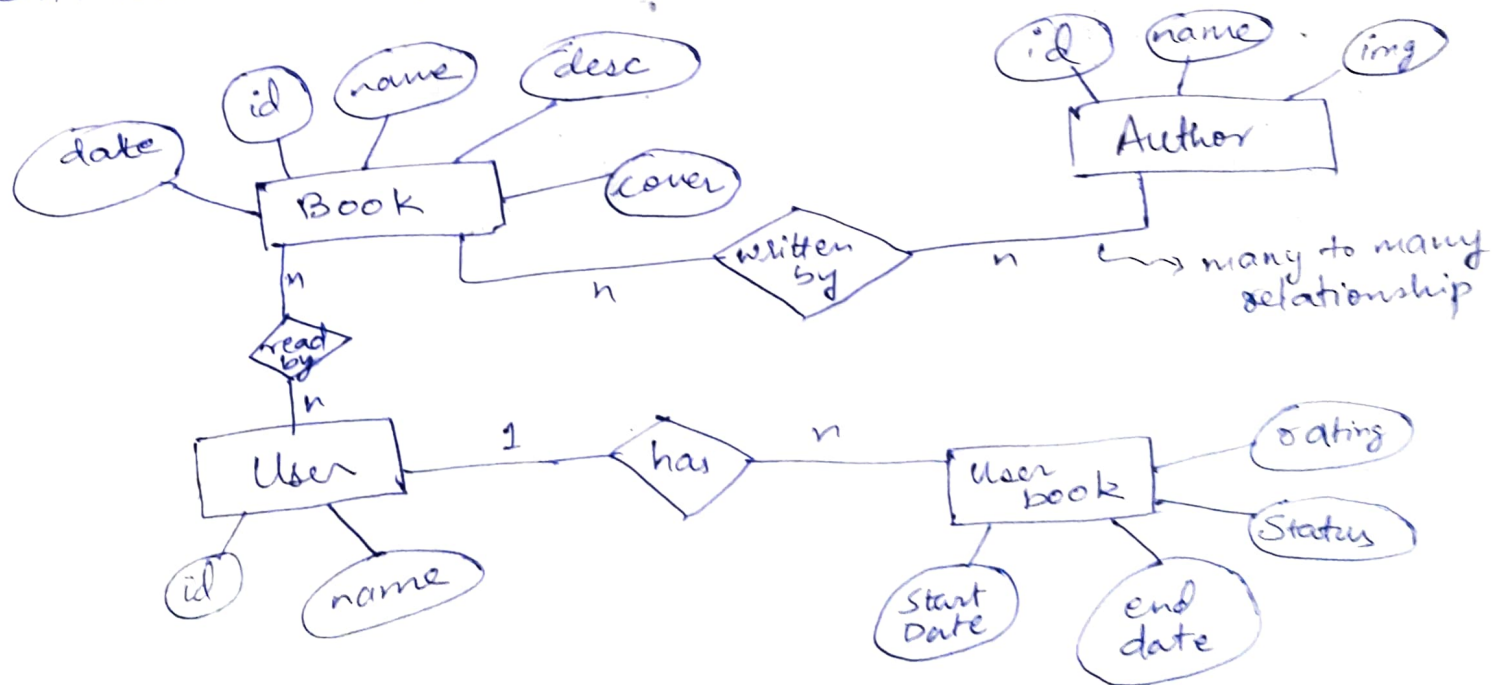 id
name
desc
date
Book
cover
id
name
img
Author
written
by
n
n
many to many
relationship
n
read
by
n
User
id
name
1
has
n
User
book
rating
Status
Start
Date
end
date